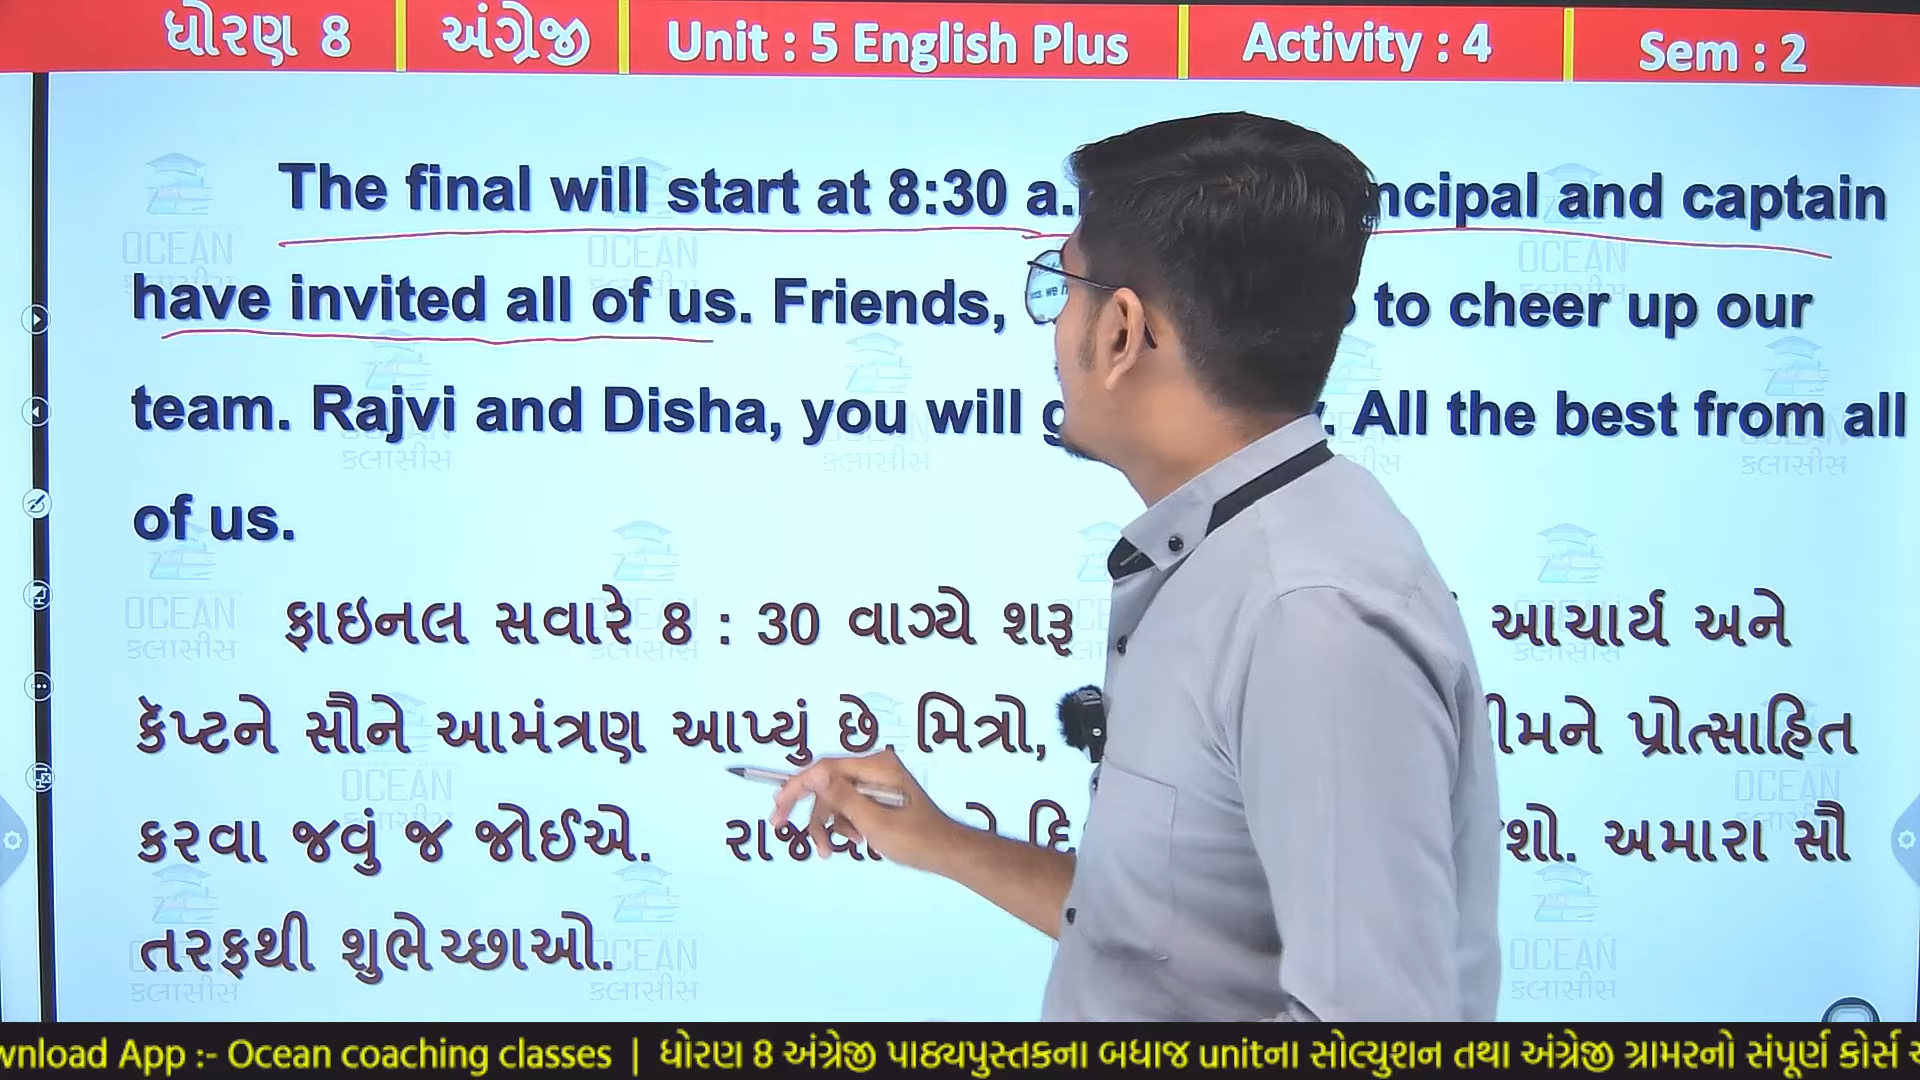 ધોરણ 8 અંગ્રેજી Unit : 5 English Plus Activity : 4 Sem : 2
The final will start at 8:30 and captain
have invited all of us. Friends, to cheer up our
team. Rajvi and Disha, you will All the best from all
of us.
ફાઇનલ સવારે 8 : 30 વાગ્યે શરૂ આચાર્ય અને
કૅપ્ટને સૌને આમંત્રણ આપ્યું છે. મિત્રો, પ્રોત્સાહિત
કરવા જવું જ જોઈએ. અમારા સૌ
તરફથી શુભેચ્છાઓ.
OCEAN
કલાસીસ
App :- Ocean coaching classes | ધોરણ 8 અંગ્રેજી પાઠ્યપુસ્તકના બધાજ unitના સોલ્યુશન તથા અંગ્રેજી ગ્રામરનો સંપૂર્ણ કોર્સ